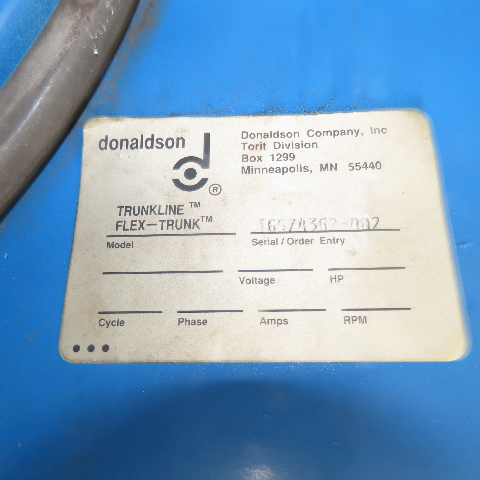 donaldson
d
®
Donaldson Company, Inc
Torit Division
Box 1299
Minneapolis, MN 55440
TRUNKLINE™
FLEX-TRUNK™
Model
Serial / Order Entry
Voltage
HP
Cycle
Phase
Amps
RPM